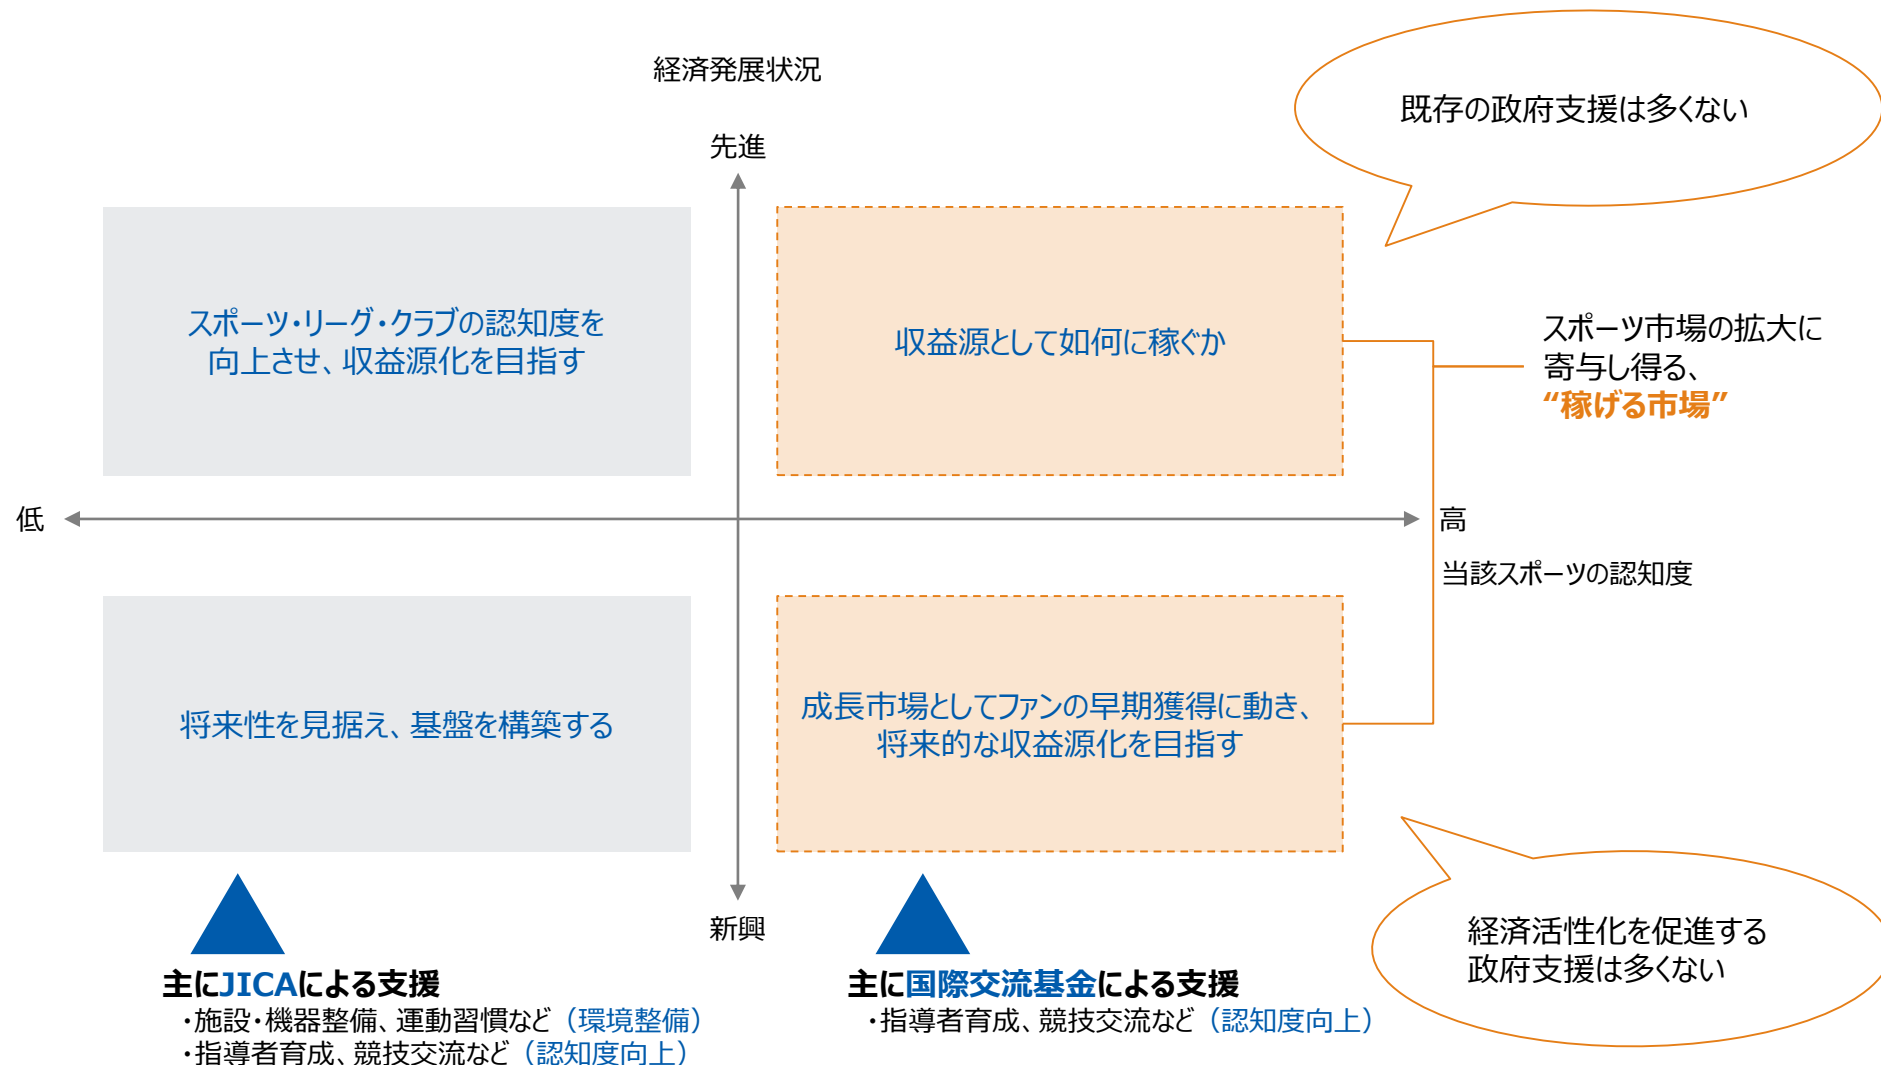 経済発展状況
先進
既存の政府支援は多くない
スポーツ・リーグ・クラブの認知度を
向上させ、収益源化を目指す
収益源として如何に稼ぐか
スポーツ市場の拡大に
寄与し得る、
“稼げる市場”
低
高
当該スポーツの認知度
将来性を見据え、基盤を構築する
成長市場としてファンの早期獲得に動き、
将来的な収益源化を目指す
新興
経済活性化を促進する
政府支援は多くない
主にJICAによる支援
・施設・機器整備、運動習慣など（環境整備）
・指導者育成、競技交流など（認知度向上）
主に国際交流基金による支援
・指導者育成、競技交流など（認知度向上）